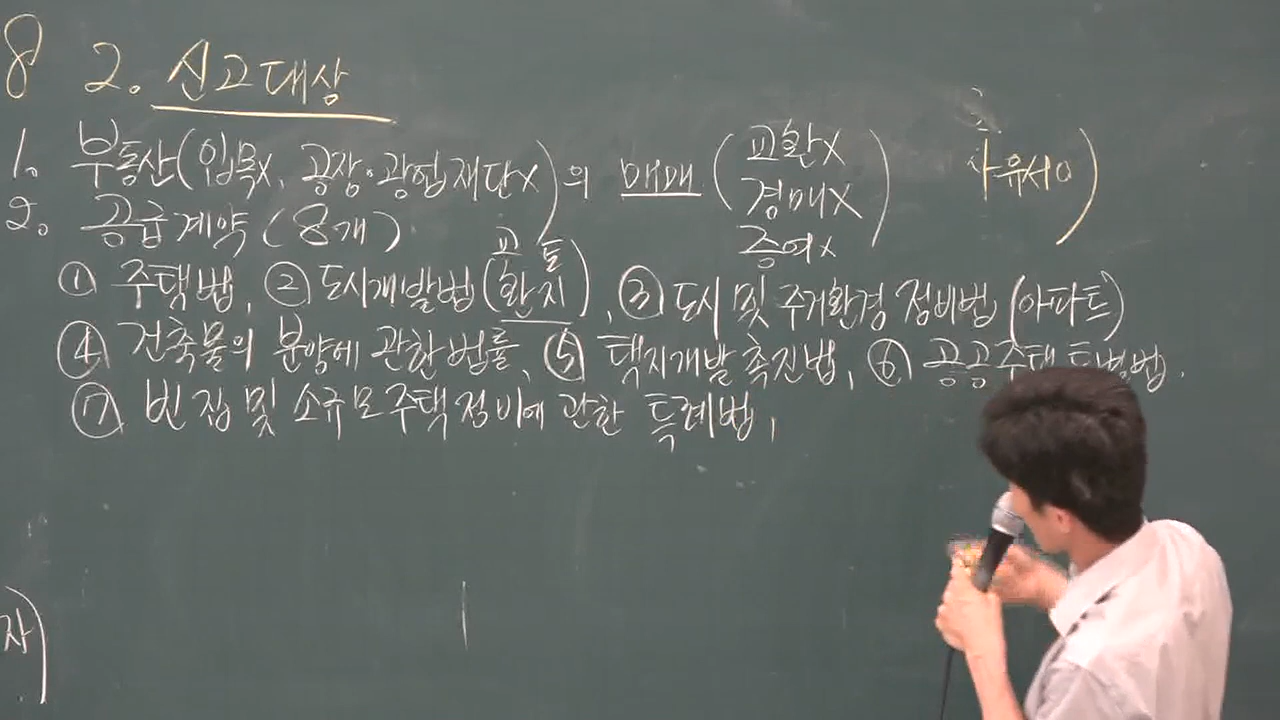 8 2. 신고대상
1. 부동산(입목x, 공장·광업재단x)의 매매 (교환x
경매x)
증여x
사유서o)
2. 공급계약 (8개)
교 토
① 주택법, ② 도시개발법(환지), ③ 도시 및 주거환경 정비법 (아파트)
④ 건축물의 분양에 관한 법률, ⑤ 택지개발 촉진법, ⑥ 공공주택 특별법.
⑦ 빈집 및 소규모주택 정비에 관한 특례법,
자)